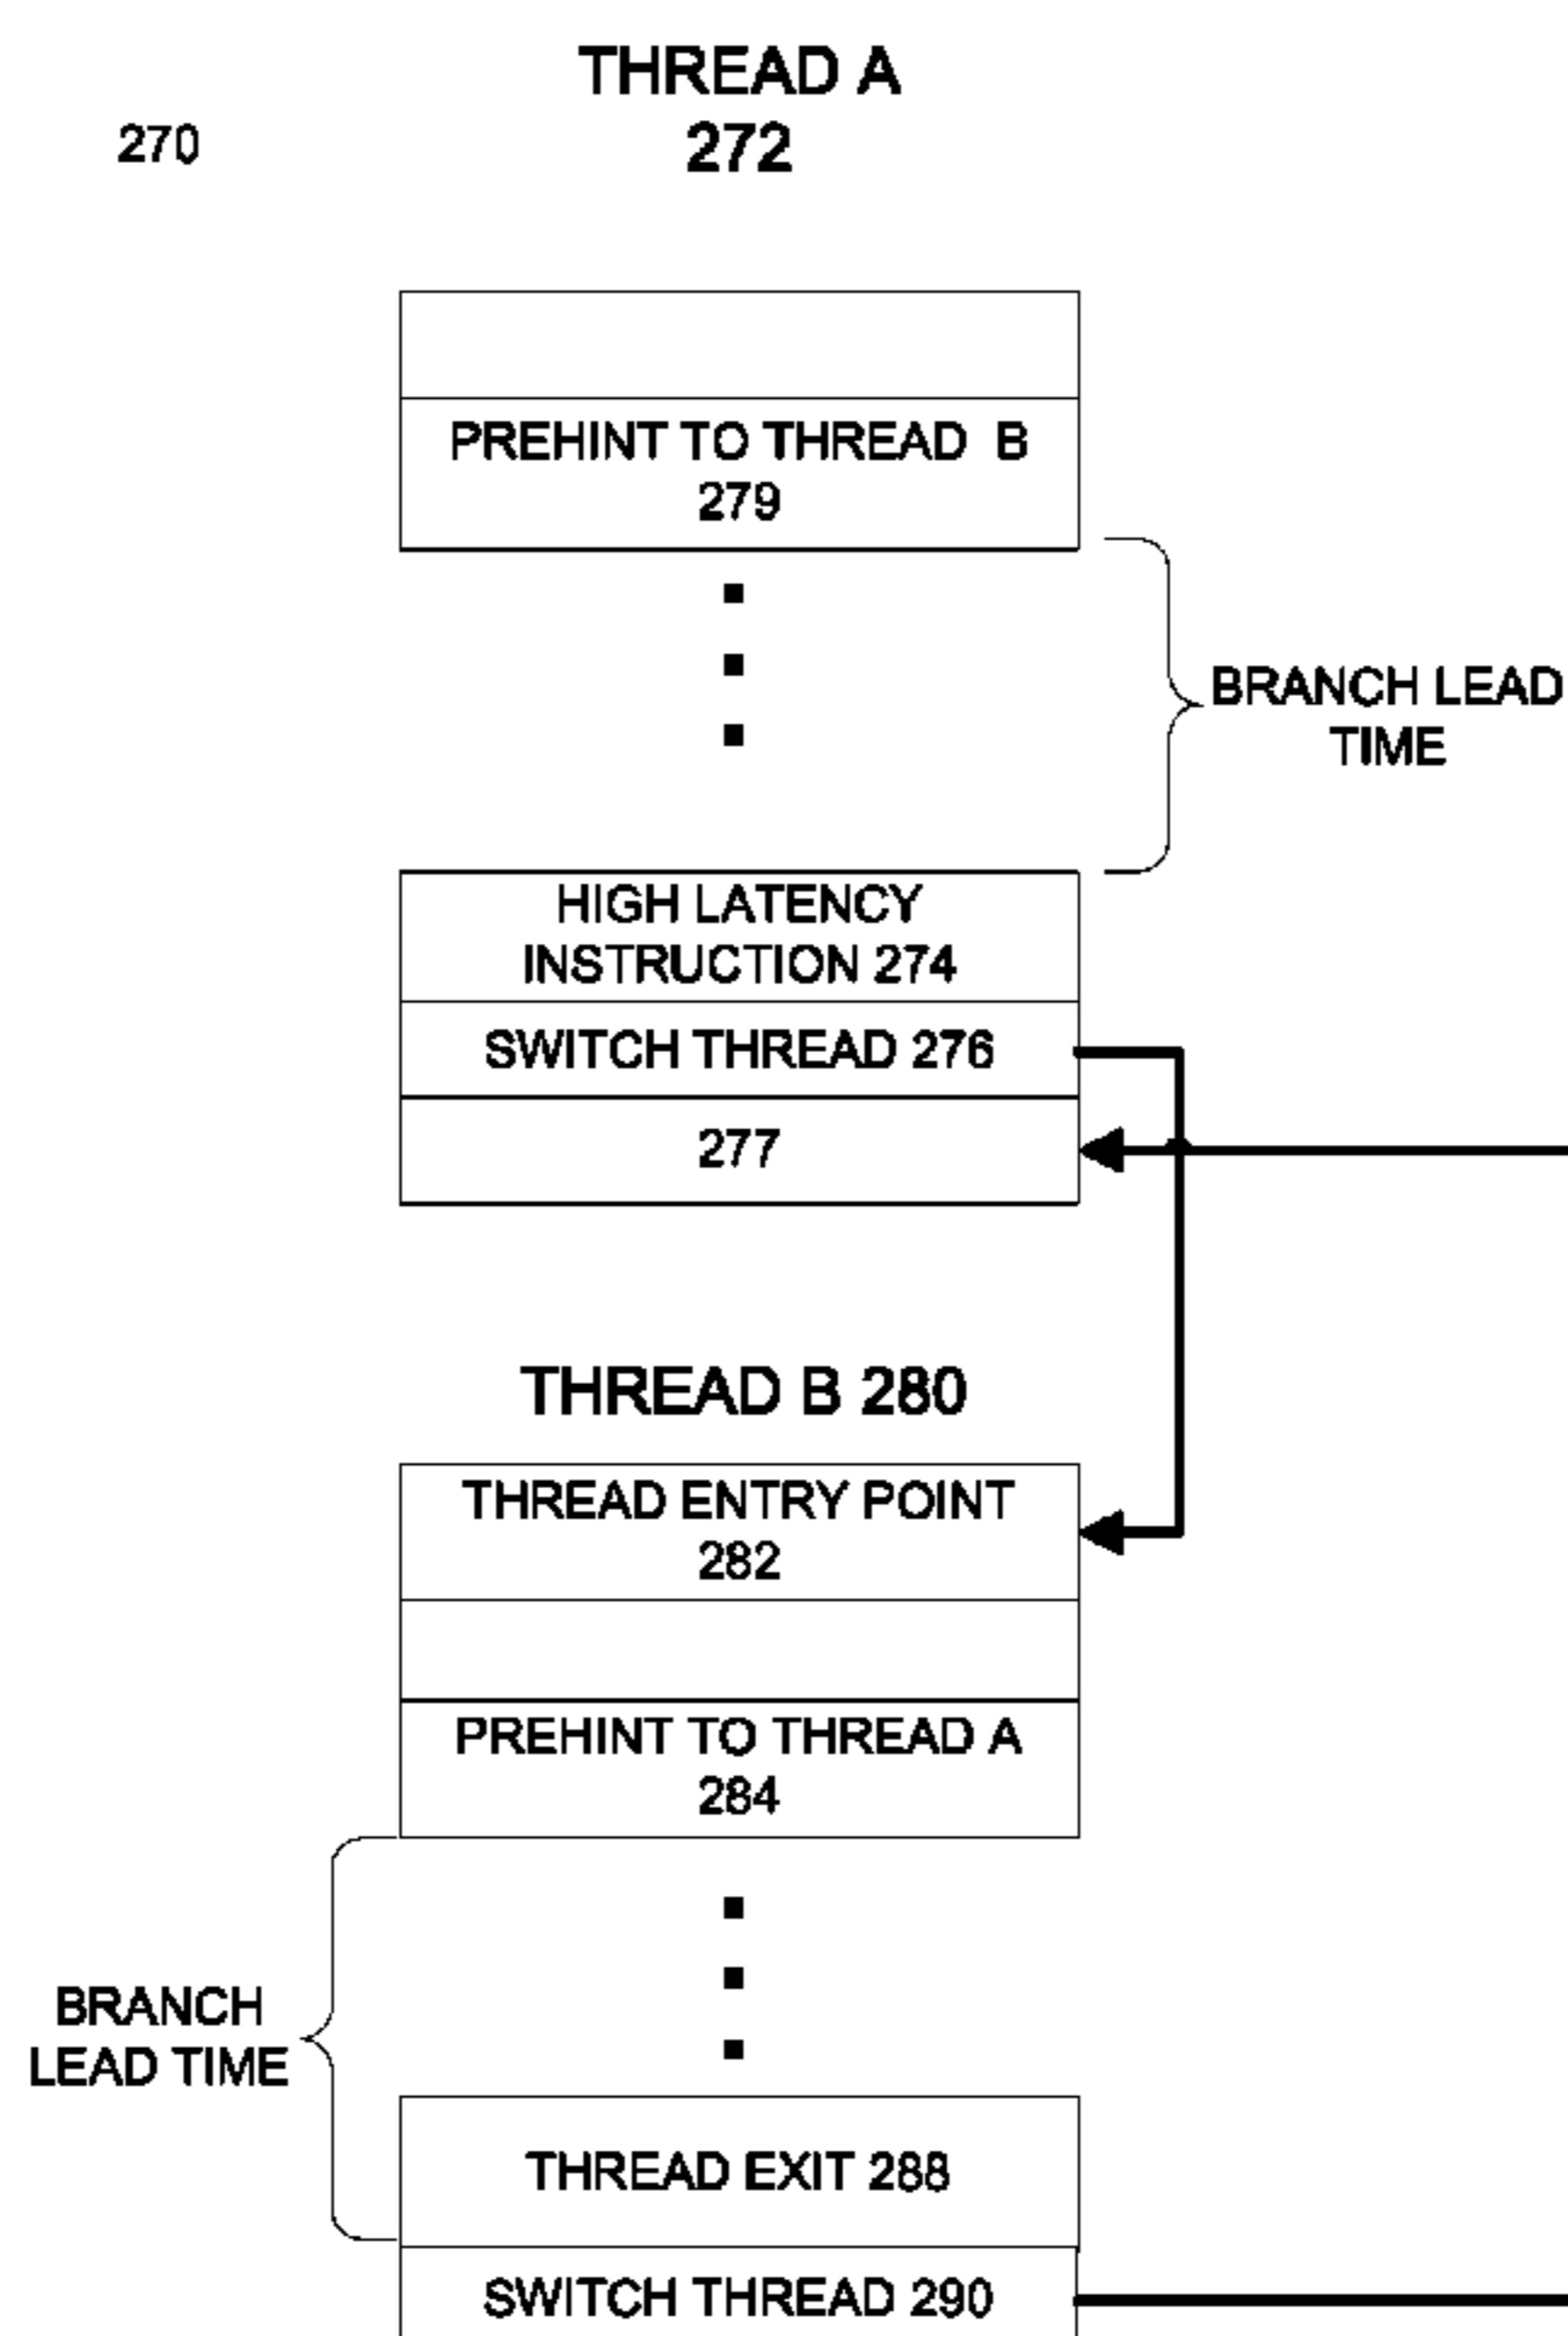 THREAD A
272
270
PREHINT TO THREAD B
279
BRANCH LEAD
TIME
HIGH LATENCY
INSTRUCTION 274
SWITCH THREAD 276
277
THREAD B 280
THREAD ENTRY POINT
282
PREHINT TO THREAD A
284
BRANCH
LEAD TIME
THREAD EXIT 288
SWITCH THREAD 290